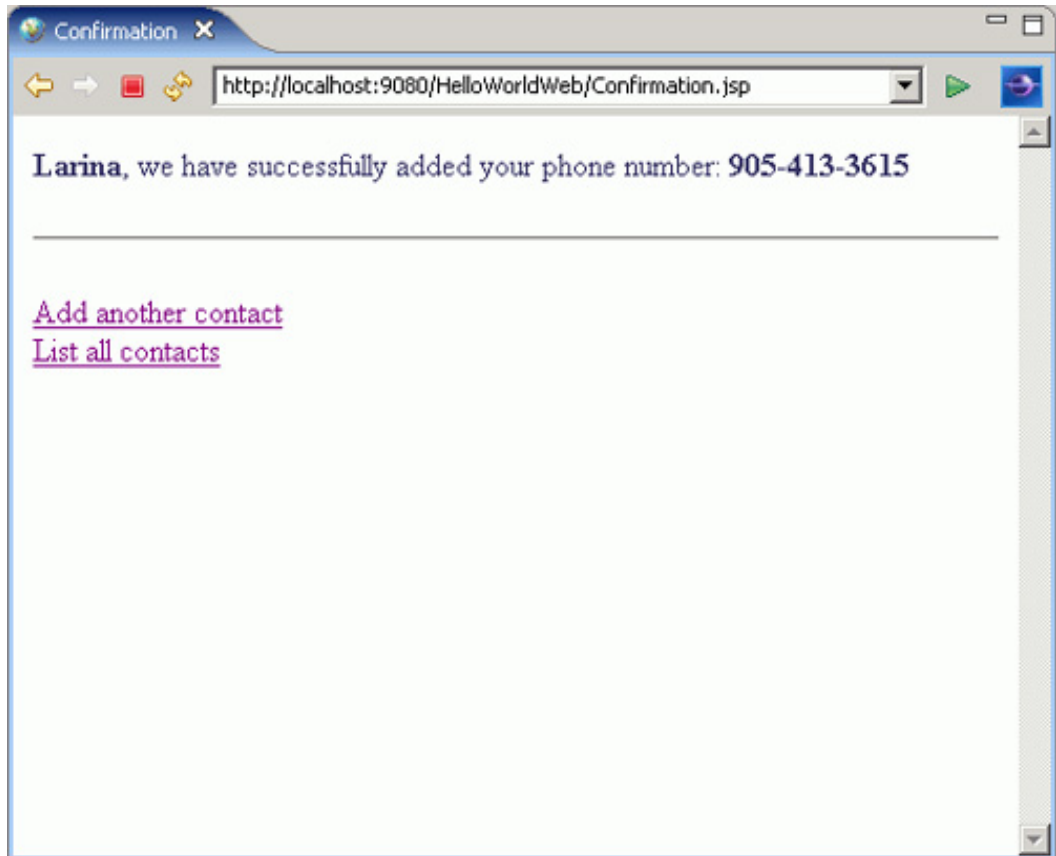 Confirmation
http://localhost:9080/HelloWorldWeb/Confirmation.jsp
Larina, we have successfully added your phone number: 905-413-3615
Add another contact
List all contacts